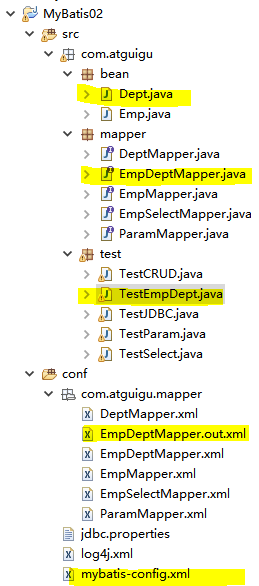 MyBatis02
src
com.atguigu
bean
Dept.java
Emp.java
mapper
DeptMapper.java
EmpDeptMapper.java
EmpMapper.java
EmpSelectMapper.java
ParamMapper.java
test
TestCRUD.java
TestEmpDept.java
TestJDBC.java
TestParam.java
TestSelect.java
conf
com.atguigu.mapper
DeptMapper.xml
EmpDeptMapper.out.xml
EmpDeptMapper.xml
EmpMapper.xml
EmpSelectMapper.xml
ParamMapper.xml
jdbc.properties
log4j.xml
mybatis-config.xml